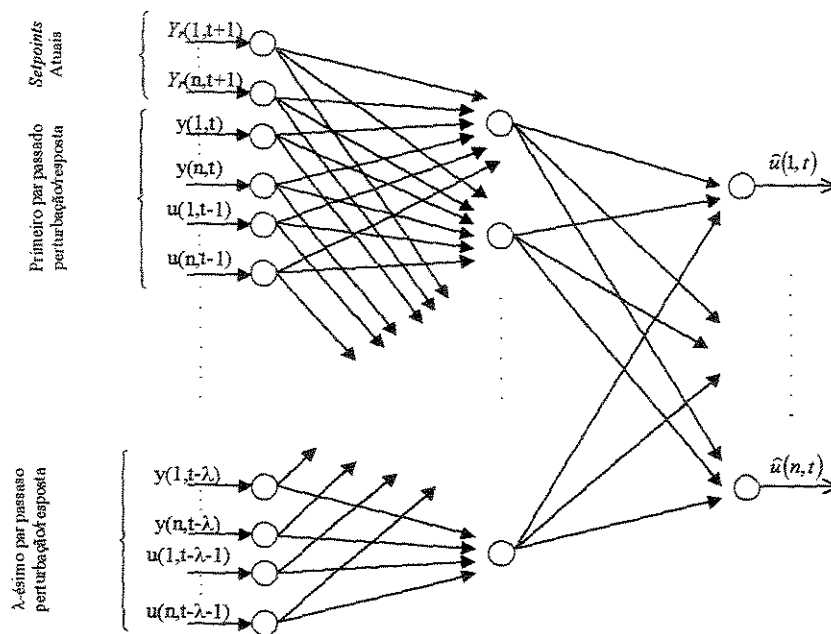 Setpoints
Atuais
Yr(1,t+1)
Yr(n,t+1)
Primeiro par passado
perturbação/resposta
y(1,t)
y(n,t)
u(1,t-1)
u(n,t-1)
û(1,t)
û(n,t)
λ-ésimo par passaso
perturbação/resposta
y(1,t-λ)
y(n,t-λ)
u(1,t-λ-1)
u(n,t-λ-1)